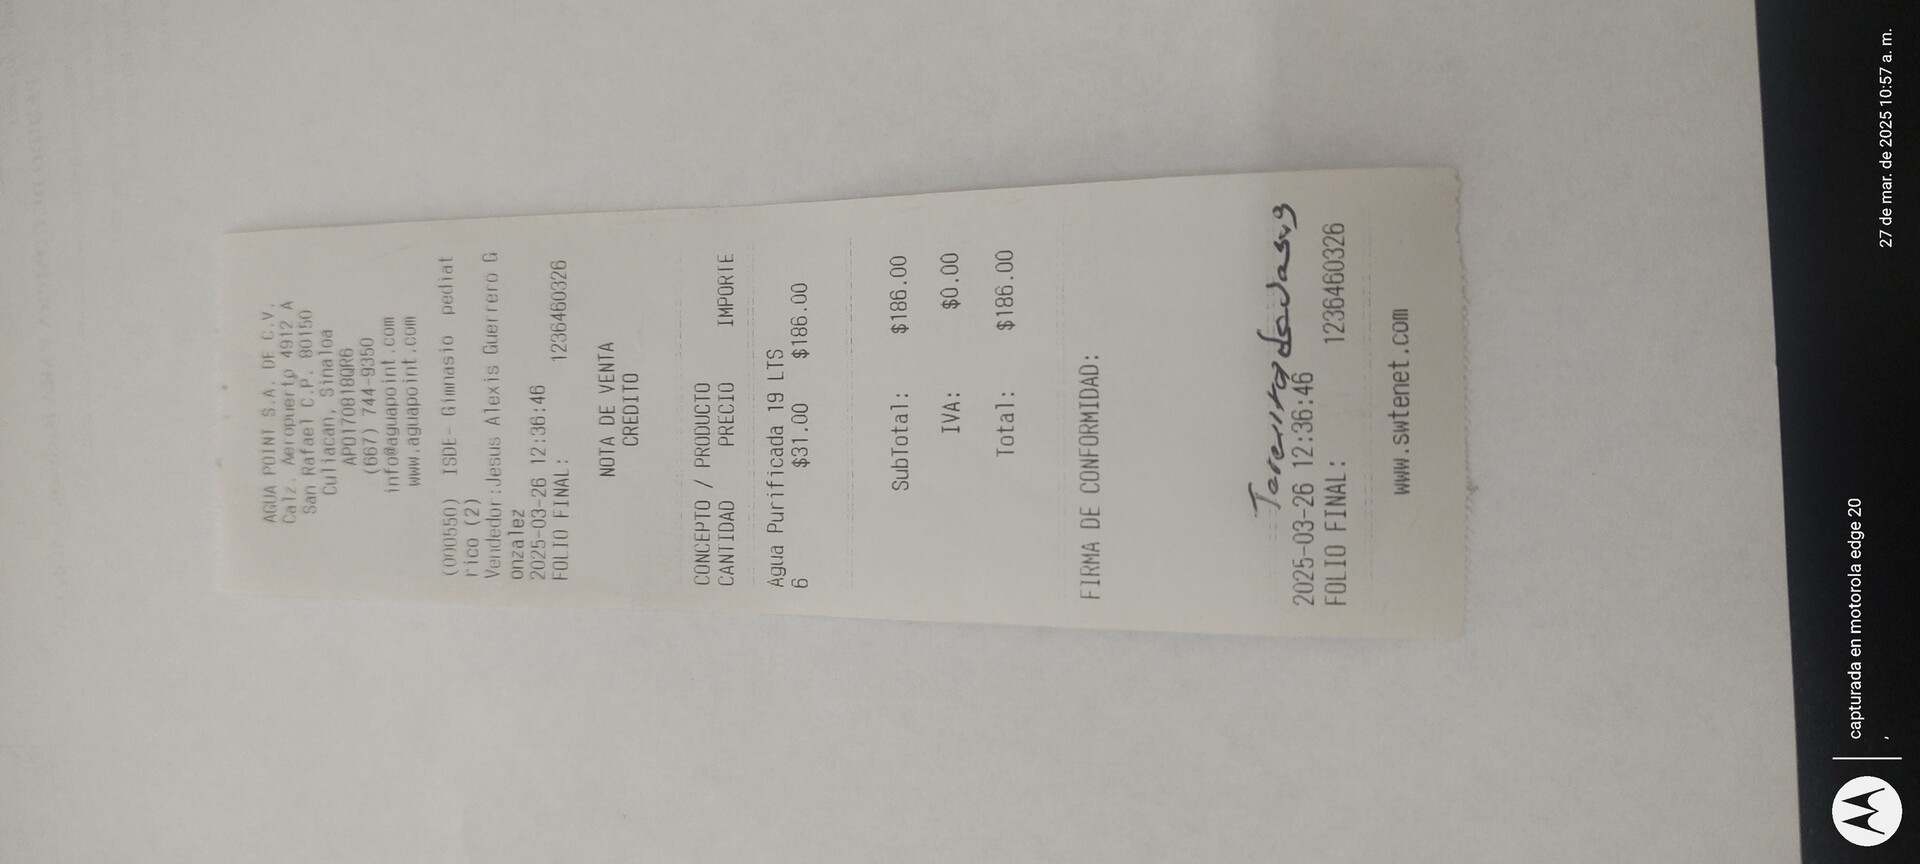 AGUA POINT S.A. DE C.V.
Calz. Aeropuerto 4912 A
San Rafael C.P. 80150
Culiacan, Sinaloa
APO170818QR6
(667) 744-9350
info@aguapoint.com
www.aguapoint.com
(000550) ISDE- Gimnasio pediat
rico (2)
Vendedor:Jesus Alexis Guerrero G
onzalez
2025-03-26 12:36:46
FOLIO FINAL: 1236460326
NOTA DE VENTA
CREDITO
CONCEPTO / PRODUCTO
CANTIDAD PRECIO IMPORTE
Agua Purificada 19 LTS
6 $31.00 $186.00
SubTotal: $186.00
IVA: $0.00
Total: $186.00
FIRMA DE CONFORMIDAD:
2025-03-26 12:36:46
FOLIO FINAL: 1236460326
www.swtenet.com
capturada en motorola edge 20
,
27 de mar. de 2025 10:57 a. m.